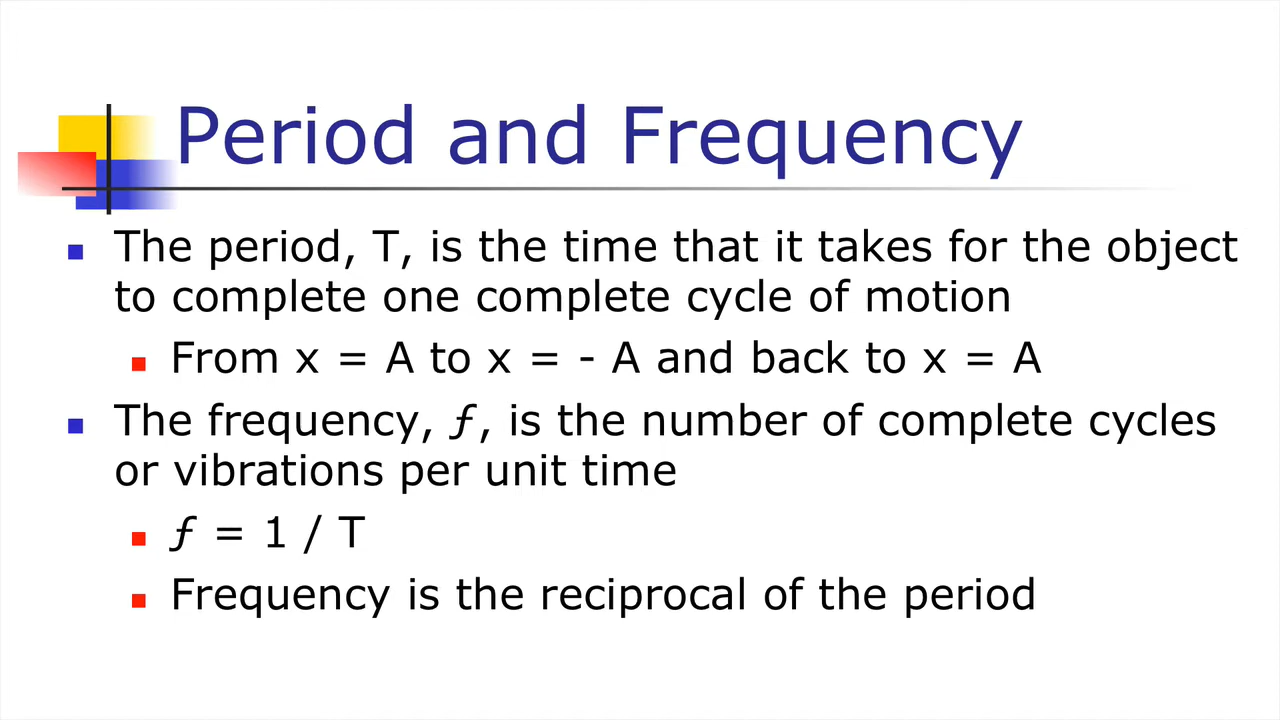 Period and Frequency
The period, T, is the time that it takes for the object
to complete one complete cycle of motion
From x = A to x = - A and back to x = A
The frequency, ƒ, is the number of complete cycles
or vibrations per unit time
ƒ = 1 / T
Frequency is the reciprocal of the period